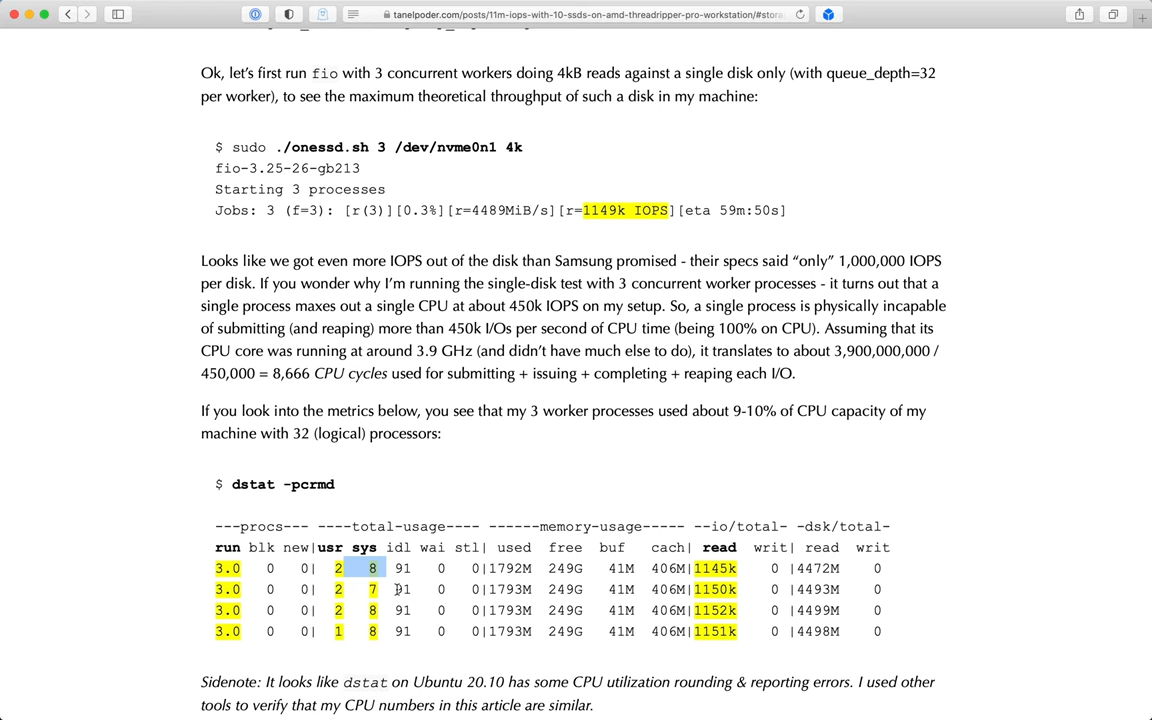 tanelpoder.com/posts/11m-iops-with-10-ssds-on-amd-threadripper-pro-workstation/#stora
Ok, let’s first run fio with 3 concurrent workers doing 4kB reads against a single disk only (with queue_depth=32
per worker), to see the maximum theoretical throughput of such a disk in my machine:
$ sudo ./onessd.sh 3 /dev/nvme0n1 4k
fio-3.25-26-gb213
Starting 3 processes
Jobs: 3 (f=3): [r(3)][0.3%][r=4489MiB/s][r=1149k IOPS][eta 59m:50s]
Looks like we got even more IOPS out of the disk than Samsung promised - their specs said “only” 1,000,000 IOPS
per disk. If you wonder why I’m running the single-disk test with 3 concurrent worker processes - it turns out that a
single process maxes out a single CPU at about 450k IOPS on my setup. So, a single process is physically incapable
of submitting (and reaping) more than 450k I/Os per second of CPU time (being 100% on CPU). Assuming that its
CPU core was running at around 3.9 GHz (and didn’t have much else to do), it translates to about 3,900,000,000 /
450,000 = 8,666 CPU cycles used for submitting + issuing + completing + reaping each I/O.
If you look into the metrics below, you see that my 3 worker processes used about 9-10% of CPU capacity of my
machine with 32 (logical) processors:
$ dstat -pcrmd
---procs--- ----total-usage---- ------memory-usage----- --io/total- -dsk/total-
run blk new|usr sys idl wai stl| used free buf cach| read writ| read writ
3.0 0 0| 2 8 91 0 0|1792M 249G 41M 406M|1145k 0 |4472M 0
3.0 0 0| 2 7 91 0 0|1793M 249G 41M 406M|1150k 0 |4493M 0
3.0 0 0| 2 8 91 0 0|1793M 249G 41M 406M|1152k 0 |4499M 0
3.0 0 0| 1 8 91 0 0|1793M 249G 41M 406M|1151k 0 |4498M 0
Sidenote: It looks like dstat on Ubuntu 20.10 has some CPU utilization rounding & reporting errors. I used other
tools to verify that my CPU numbers in this article are similar.